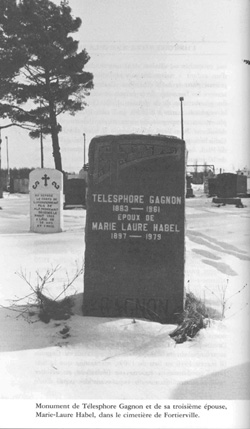 TELESPHORE GAGNON
1883 — 1961
EPOUX DE
MARIE LAURE HABEL
1897 — 1979
GAGNON
Monument de Télesphore Gagnon et de sa troisième épouse,
Marie-Laure Habel, dans le cimetière de Fortierville.